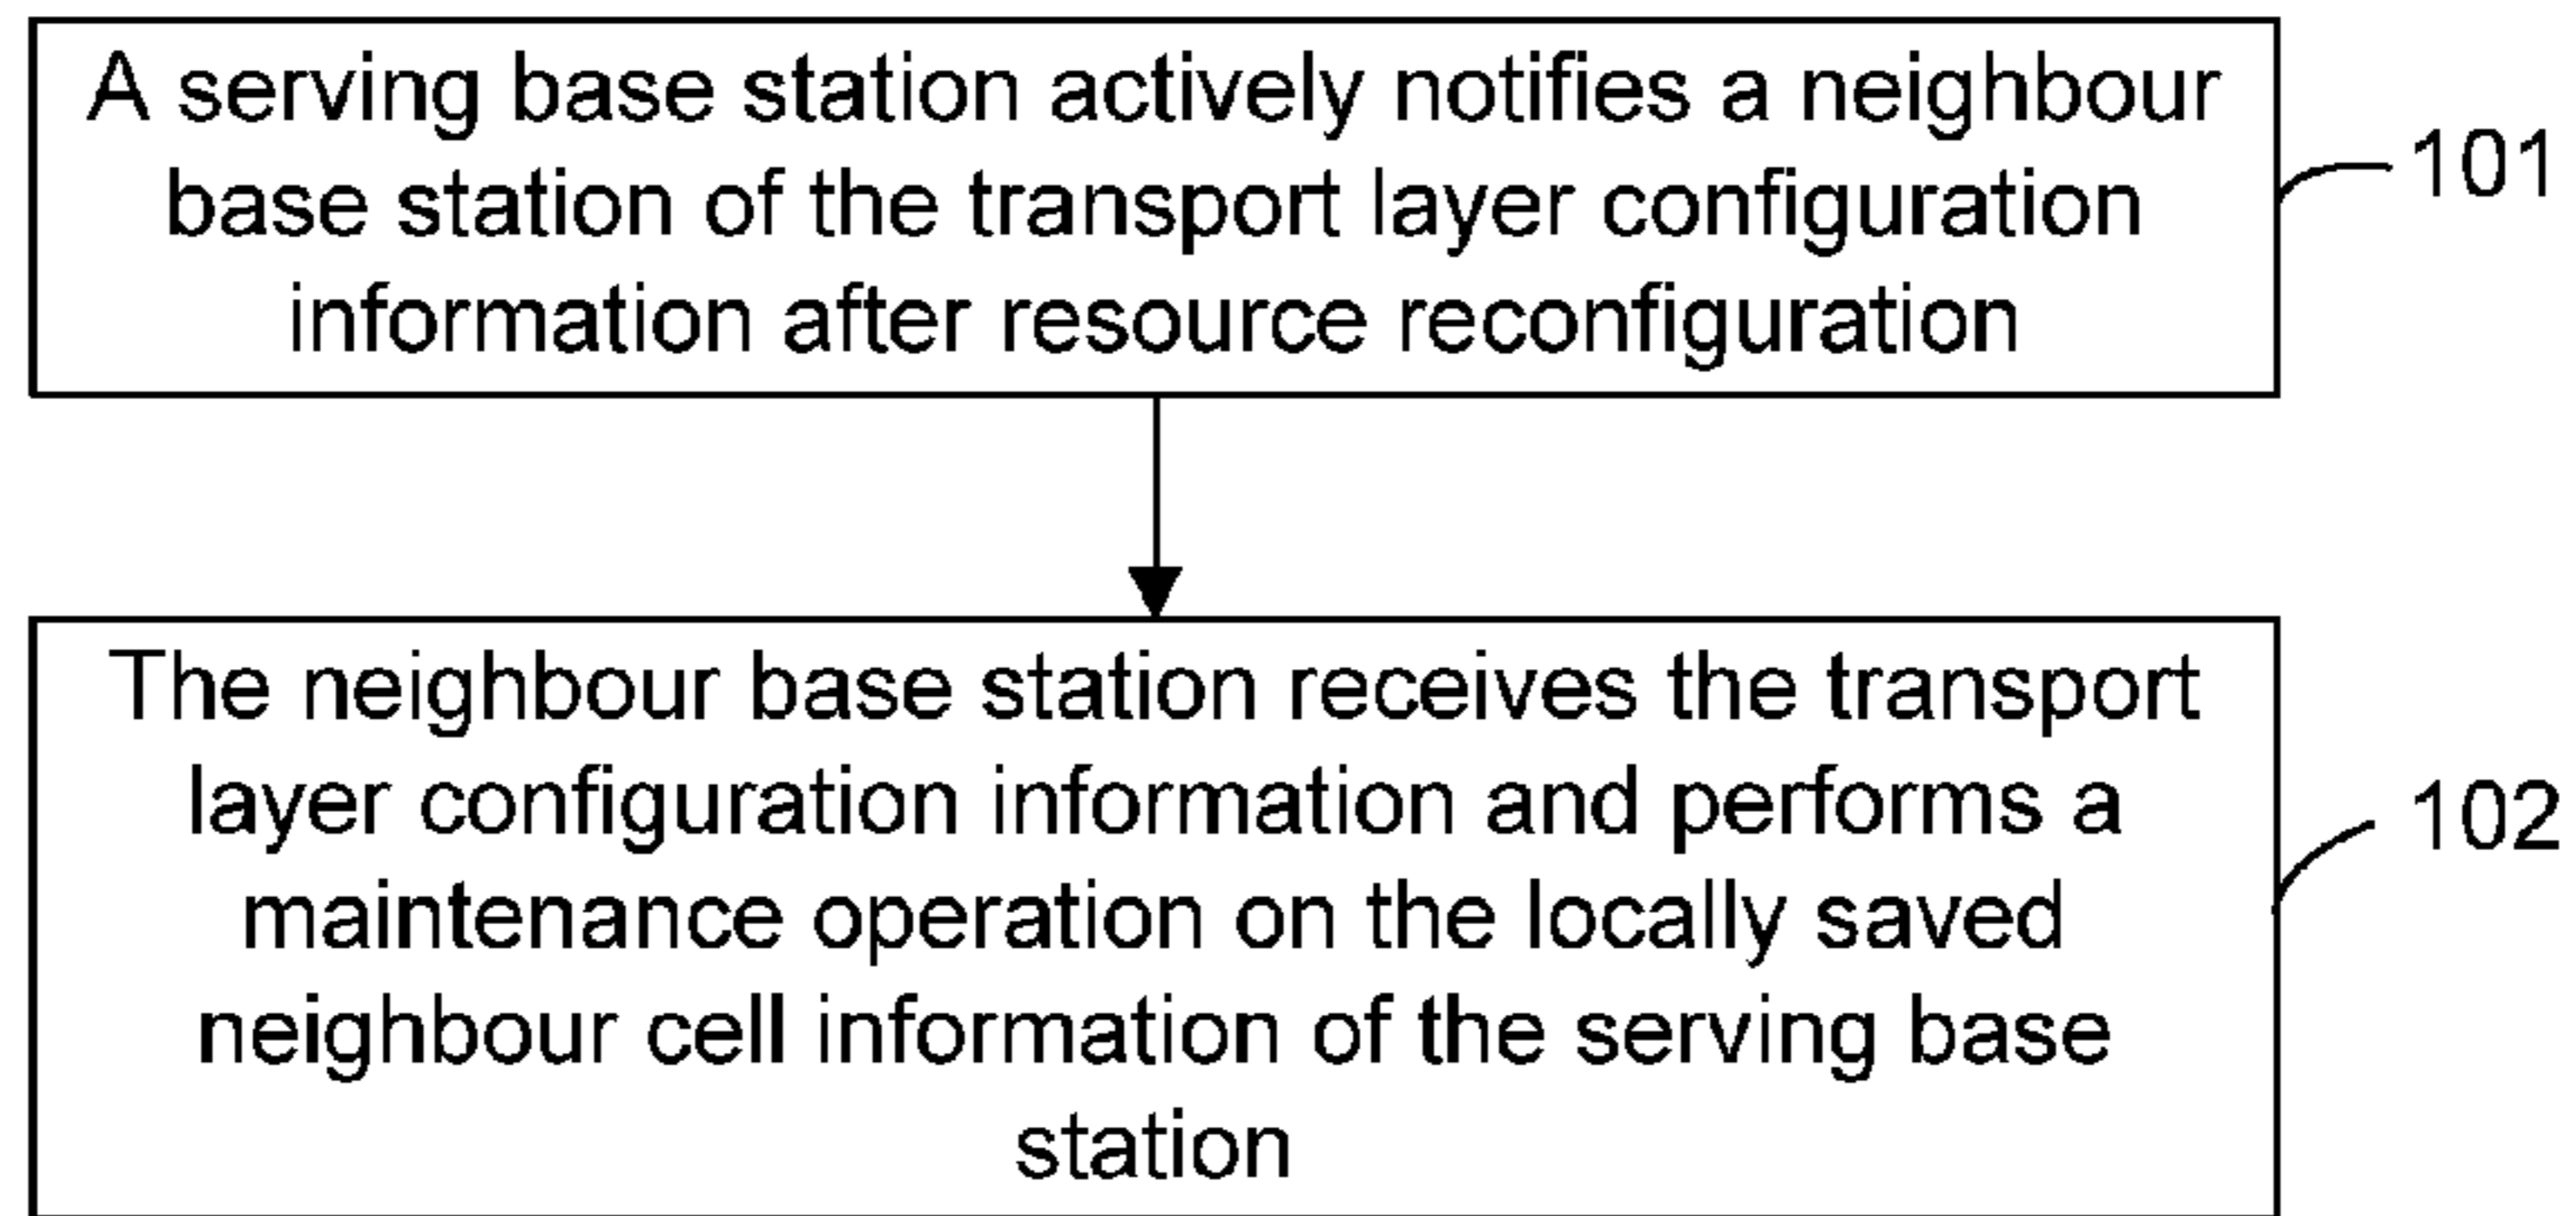 A serving base station actively notifies a neighbour
base station of the transport layer configuration
information after resource reconfiguration
101
The neighbour base station receives the transport
layer configuration information and performs a
maintenance operation on the locally saved
neighbour cell information of the serving base
station
102